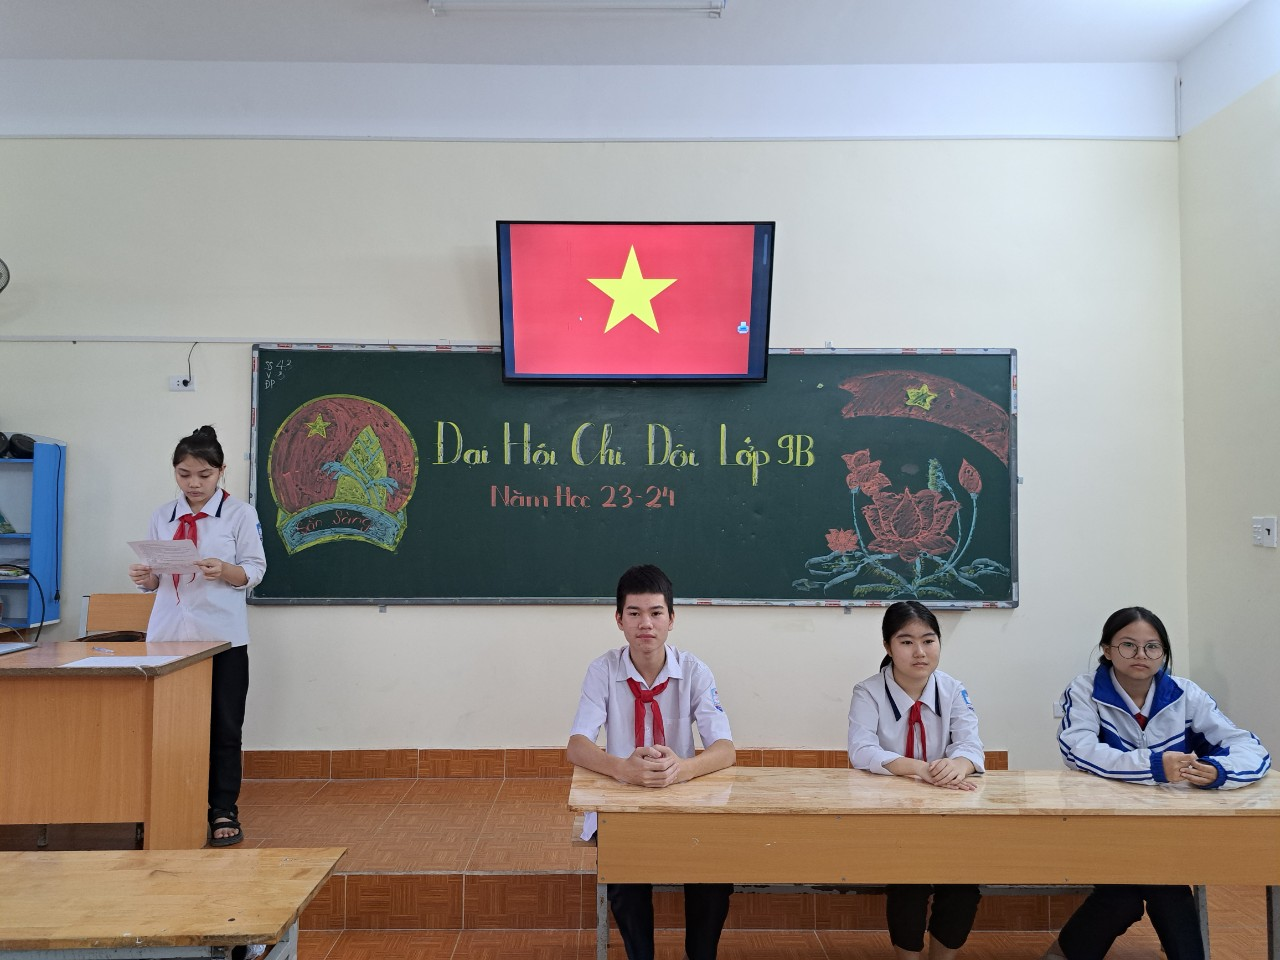 Đại Hội Chi Đội Lớp 9B
Năm Học 23-24
Sẵn Sàng